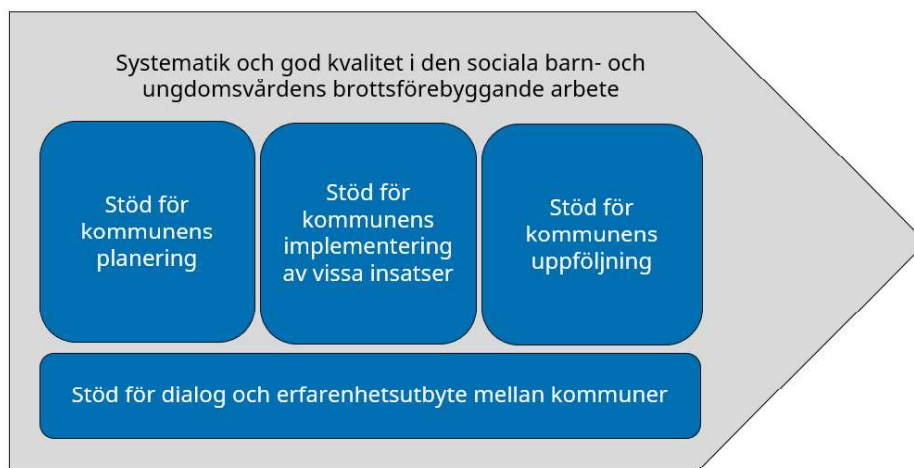 Systematik och god kvalitet i den sociala barn- och
ungdomsvårdens brottsförebyggande arbete
Stöd för
kommunens
planering
Stöd för
kommunens
implementering
av vissa insatser
Stöd för
kommunens
uppföljning
Stöd för dialog och erfarenhetsutbyte mellan kommuner